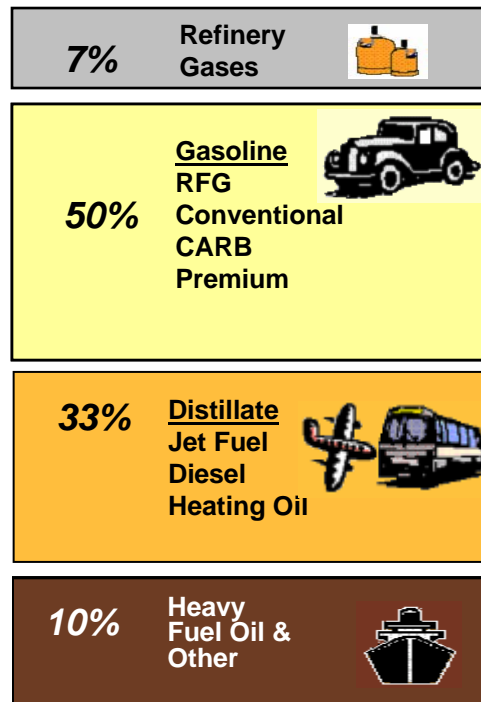 7%
Refinery
Gases
50%
Gasoline
RFG
Conventional
CARB
Premium
33%
Distillate
Jet Fuel
Diesel
Heating Oil
10%
Heavy
Fuel Oil &
Other